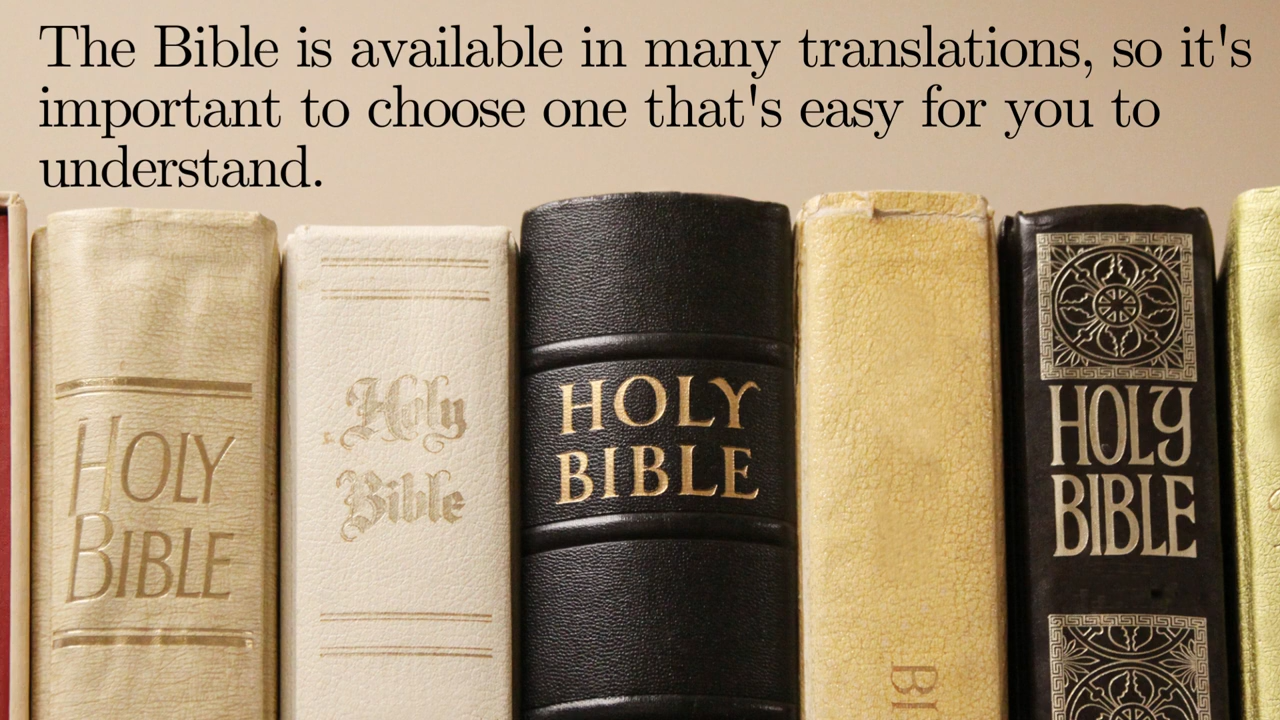 The Bible is available in many translations, so it's
important to choose one that's easy for you to
understand.
HOLY
BIBLE
Holy
Bible
HOLY
BIBLE
HOLY
BIBLE